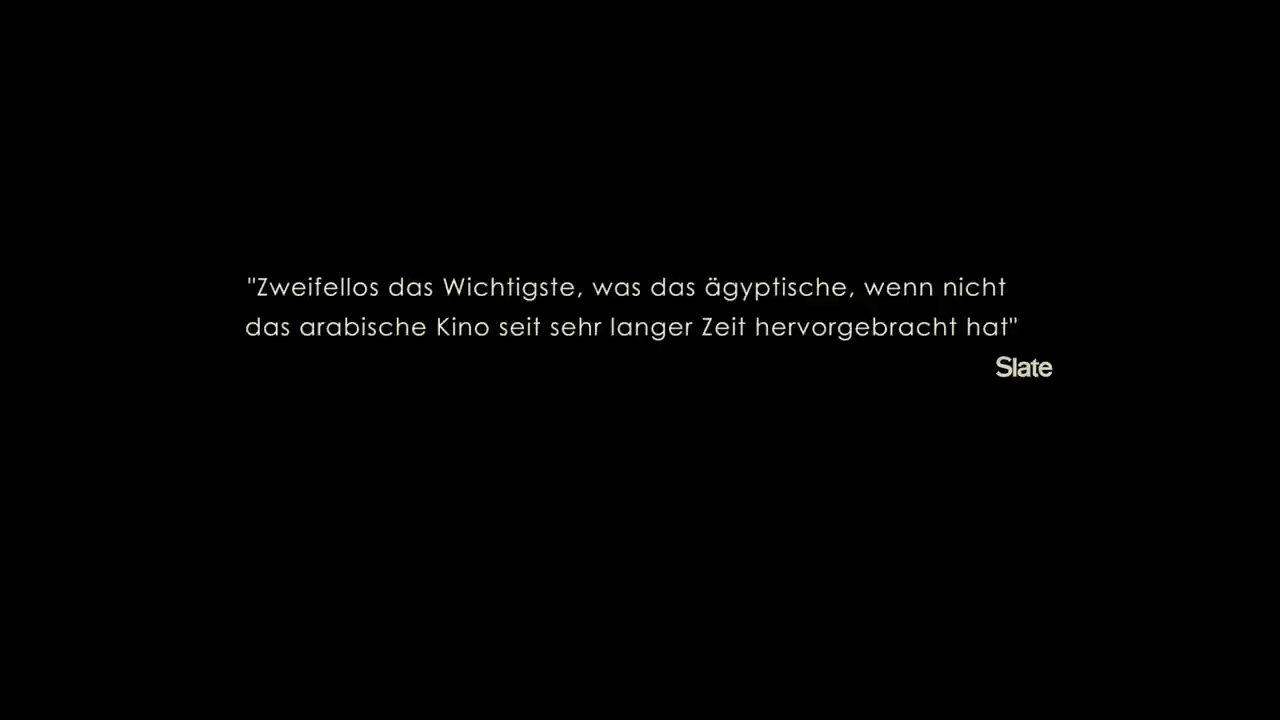 "Zweifellos das Wichtigste, was das ägyptische, wenn nicht
das arabische Kino seit sehr langer Zeit hervorgebracht hat"
Slate